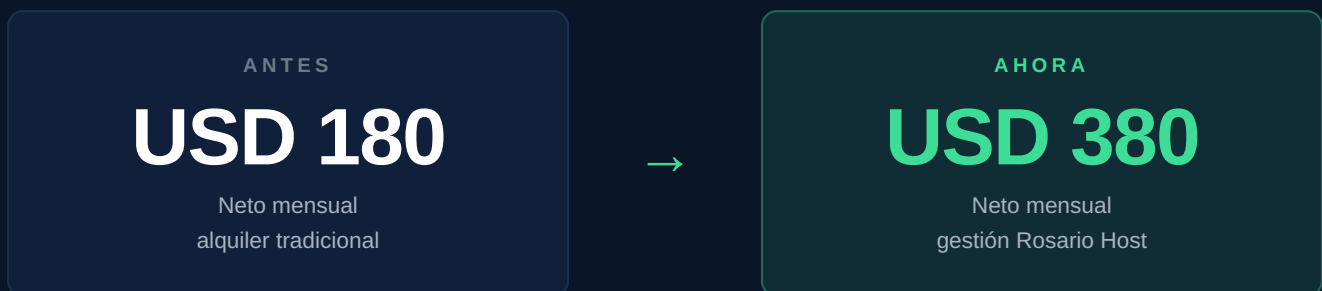 ANTES
USD 180
Neto mensual
alquiler tradicional
→
AHORA
USD 380
Neto mensual
gestión Rosario Host